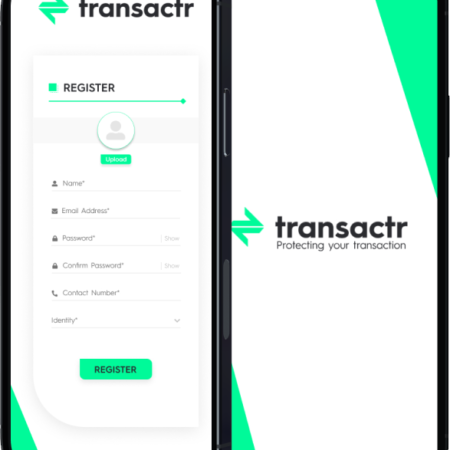 transactr
REGISTER
Upload
Name*
Email Address*
Password*
Show
Confirm Password*
Show
Contact Number*
Identity*
REGISTER
transactr
Protecting your transaction